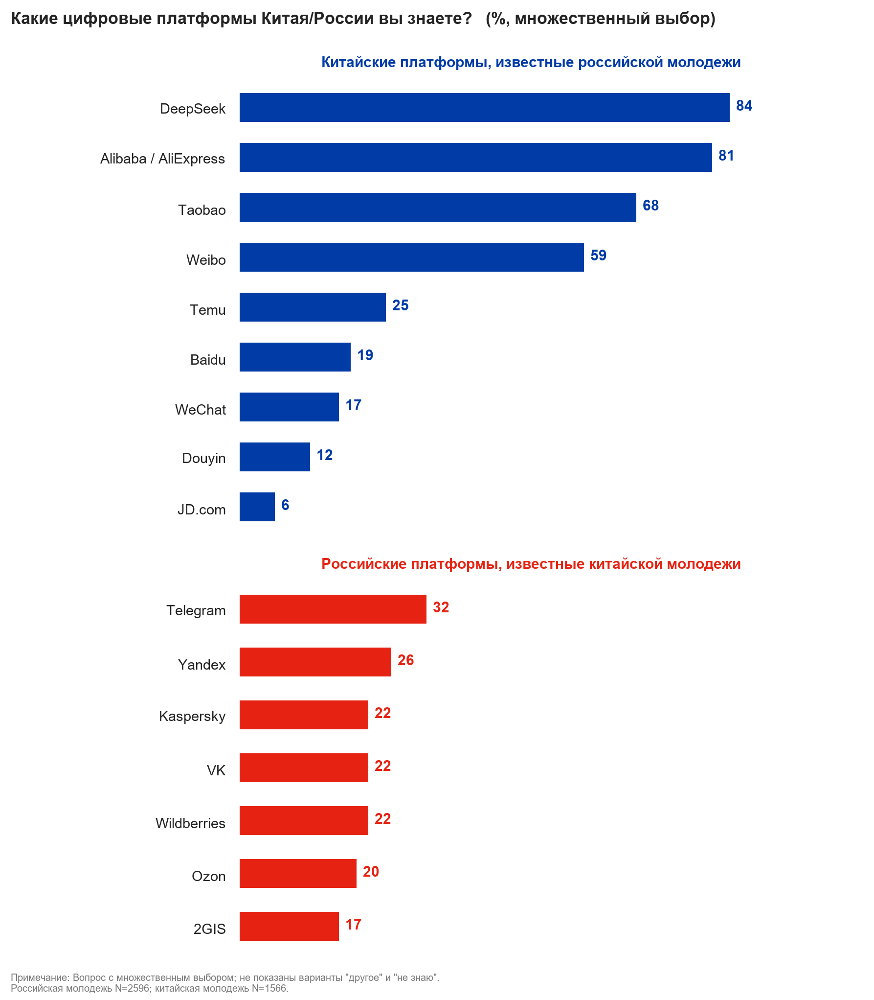 Какие цифровые платформы Китая/России вы знаете? (%, множественный выбор)
Китайские платформы, известные российской молодежи
DeepSeek 84
Alibaba / AliExpress 81
Taobao 68
Weibo 59
Temu 25
Baidu 19
WeChat 17
Douyin 12
JD.com 6
Российские платформы, известные китайской молодежи
Telegram 32
Yandex 26
Kaspersky 22
VK 22
Wildberries 22
Ozon 20
2GIS 17
Примечание: Вопрос с множественным выбором; не показаны варианты "другое" и "не знаю".
Российская молодежь N=2596; китайская молодежь N=1566.